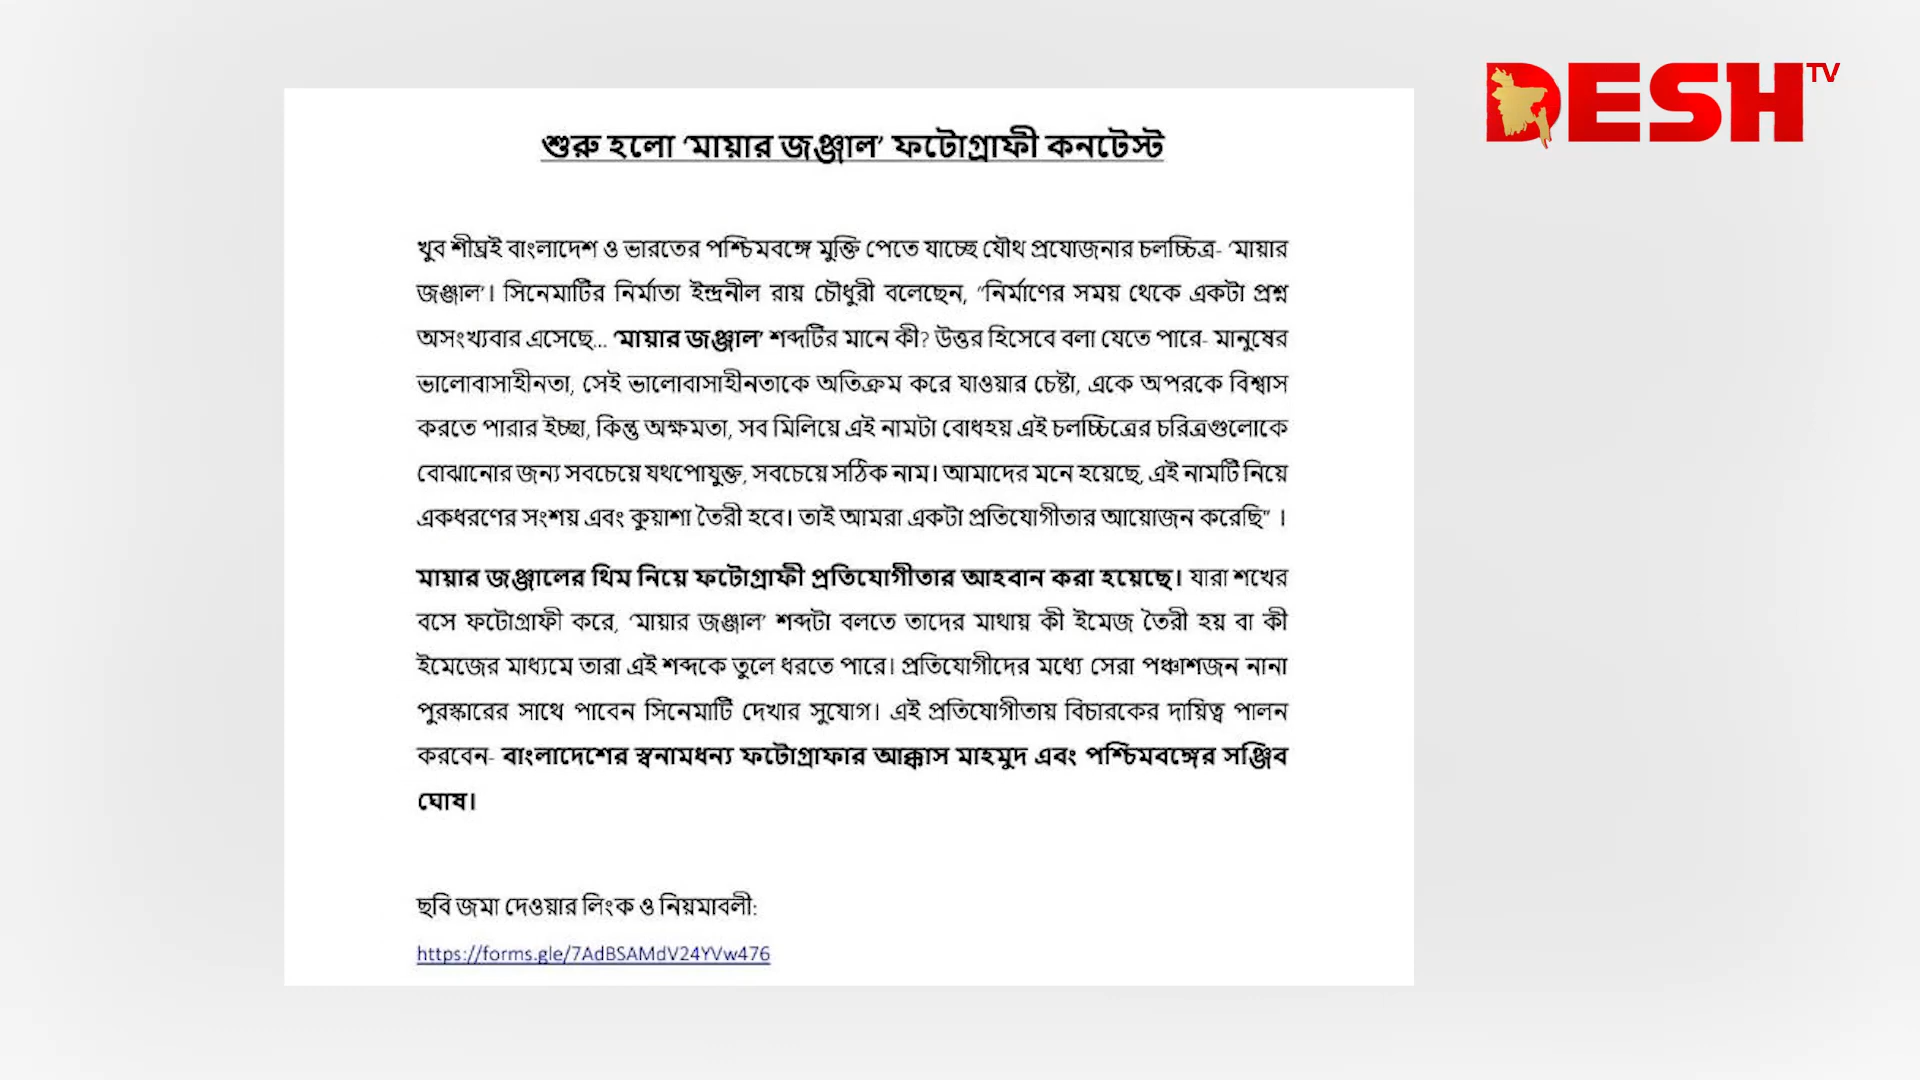 DESH TV
শুরু হলো ‘মায়ার জঞ্জাল’ ফটোগ্রাফী কনটেস্ট
খুব শীঘ্রই বাংলাদেশ ও ভারতের পশ্চিমবঙ্গে মুক্তি পেতে যাচ্ছে যৌথ প্রযোজনার চলচ্চিত্র- ‘মায়ার
জঞ্জাল’। সিনেমাটির নির্মাতা ইন্দ্রনীল রায় চৌধুরী বলেছেন, “নির্মাণের সময় থেকে একটা প্রশ্ন
অসংখ্যবার এসেছে... ‘মায়ার জঞ্জাল’ শব্দটির মানে কী? উত্তর হিসেবে বলা যেতে পারে- মানুষের
ভালোবাসাহীনতা, সেই ভালোবাসাহীনতাকে অতিক্রম করে যাওয়ার চেষ্টা, একে অপরকে বিশ্বাস
করতে পারার ইচ্ছা, কিন্তু অক্ষমতা, সব মিলিয়ে এই নামটা বোধহয় এই চলচ্চিত্রের চরিত্রগুলোকে
বোঝানোর জন্য সবচেয়ে যথপোযুক্ত, সবচেয়ে সঠিক নাম। আমাদের মনে হয়েছে, এই নামটি নিয়ে
একধরণের সংশয় এবং কুয়াশা তৈরী হবে। তাই আমরা একটা প্রতিযোগীতার আয়োজন করেছি” ।
মায়ার জঞ্জালের থিম নিয়ে ফটোগ্রাফী প্রতিযোগীতার আহবান করা হয়েছে। যারা শখের
বসে ফটোগ্রাফী করে, ‘মায়ার জঞ্জাল’ শব্দটা বলতে তাদের মাথায় কী ইমেজ তৈরী হয় বা কী
ইমেজের মাধ্যমে তারা এই শব্দকে তুলে ধরতে পারে। প্রতিযোগীদের মধ্যে সেরা পঞ্চাশজন নানা
পুরস্কারের সাথে পাবেন সিনেমাটি দেখার সুযোগ। এই প্রতিযোগীতায় বিচারকের দায়িত্ব পালন
করবেন- বাংলাদেশের স্বনামধন্য ফটোগ্রাফার আক্কাস মাহমুদ এবং পশ্চিমবঙ্গের সঞ্জিব
ঘোষ।
ছবি জমা দেওয়ার লিংক ও নিয়মাবলী:
https://forms.gle/7AdBSAMdV24YVw476